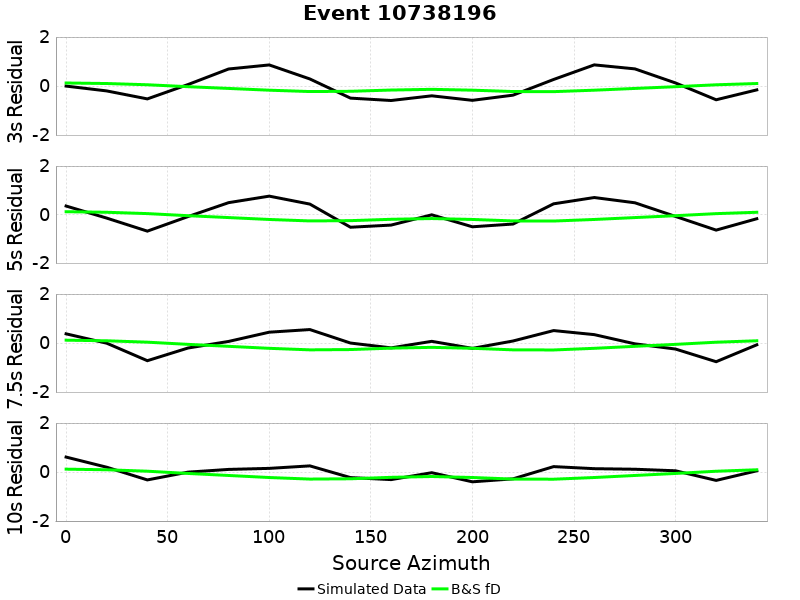 Event 10738196
3s Residual
2
0
-2
5s Residual
2
0
-2
7.5s Residual
2
0
-2
10s Residual
2
0
-2
0 50 100 150 200 250 300
Source Azimuth
Simulated Data B&S fD